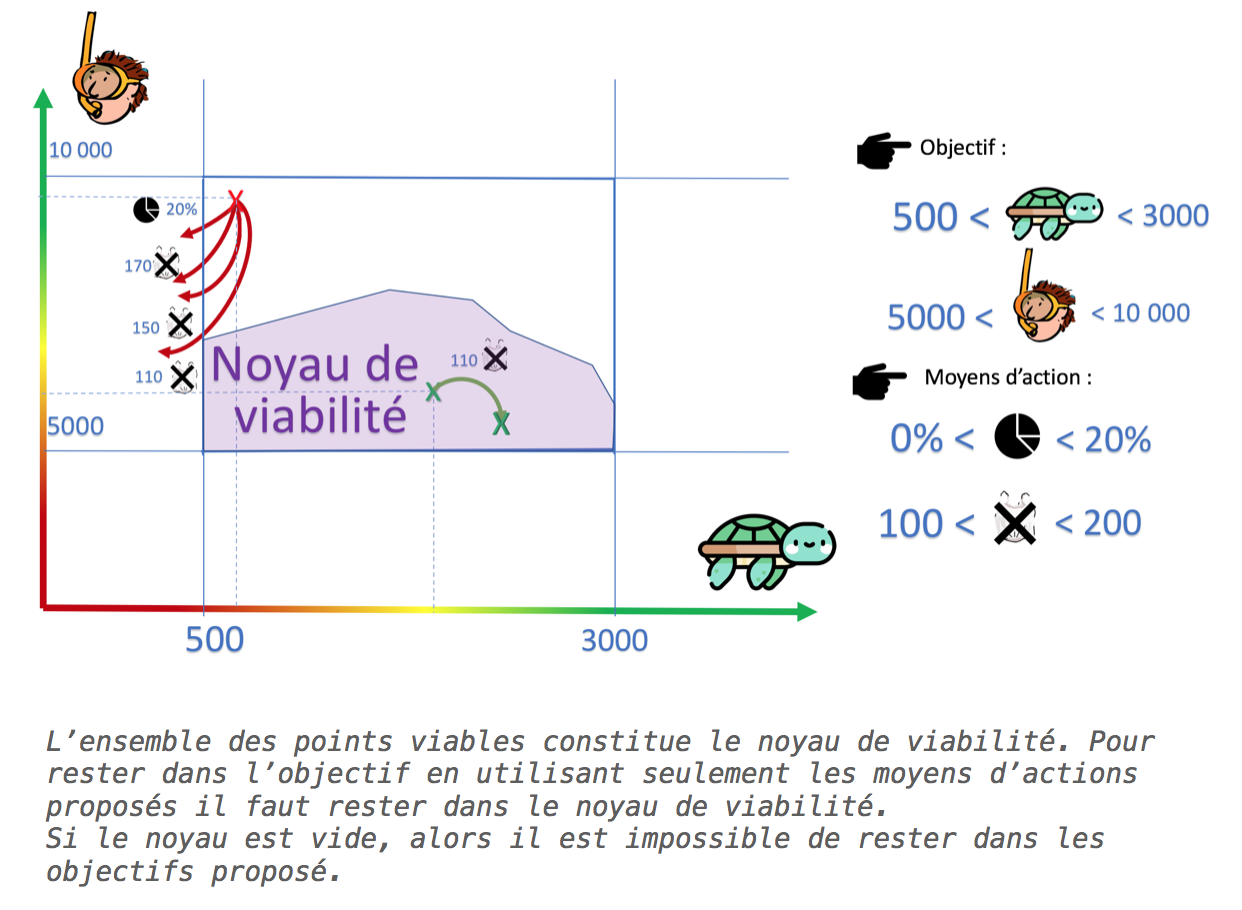 10 000
20%
170
150
110
5000
Noyau de
viabilité
110
500
3000
Objectif :
500 < < 3000
5000 < < 10 000
Moyens d’action :
0% < < 20%
100 < < 200
L’ensemble des points viables constitue le noyau de viabilité. Pour
rester dans l’objectif en utilisant seulement les moyens d’actions
proposés il faut rester dans le noyau de viabilité.
Si le noyau est vide, alors il est impossible de rester dans les
objectifs proposé.